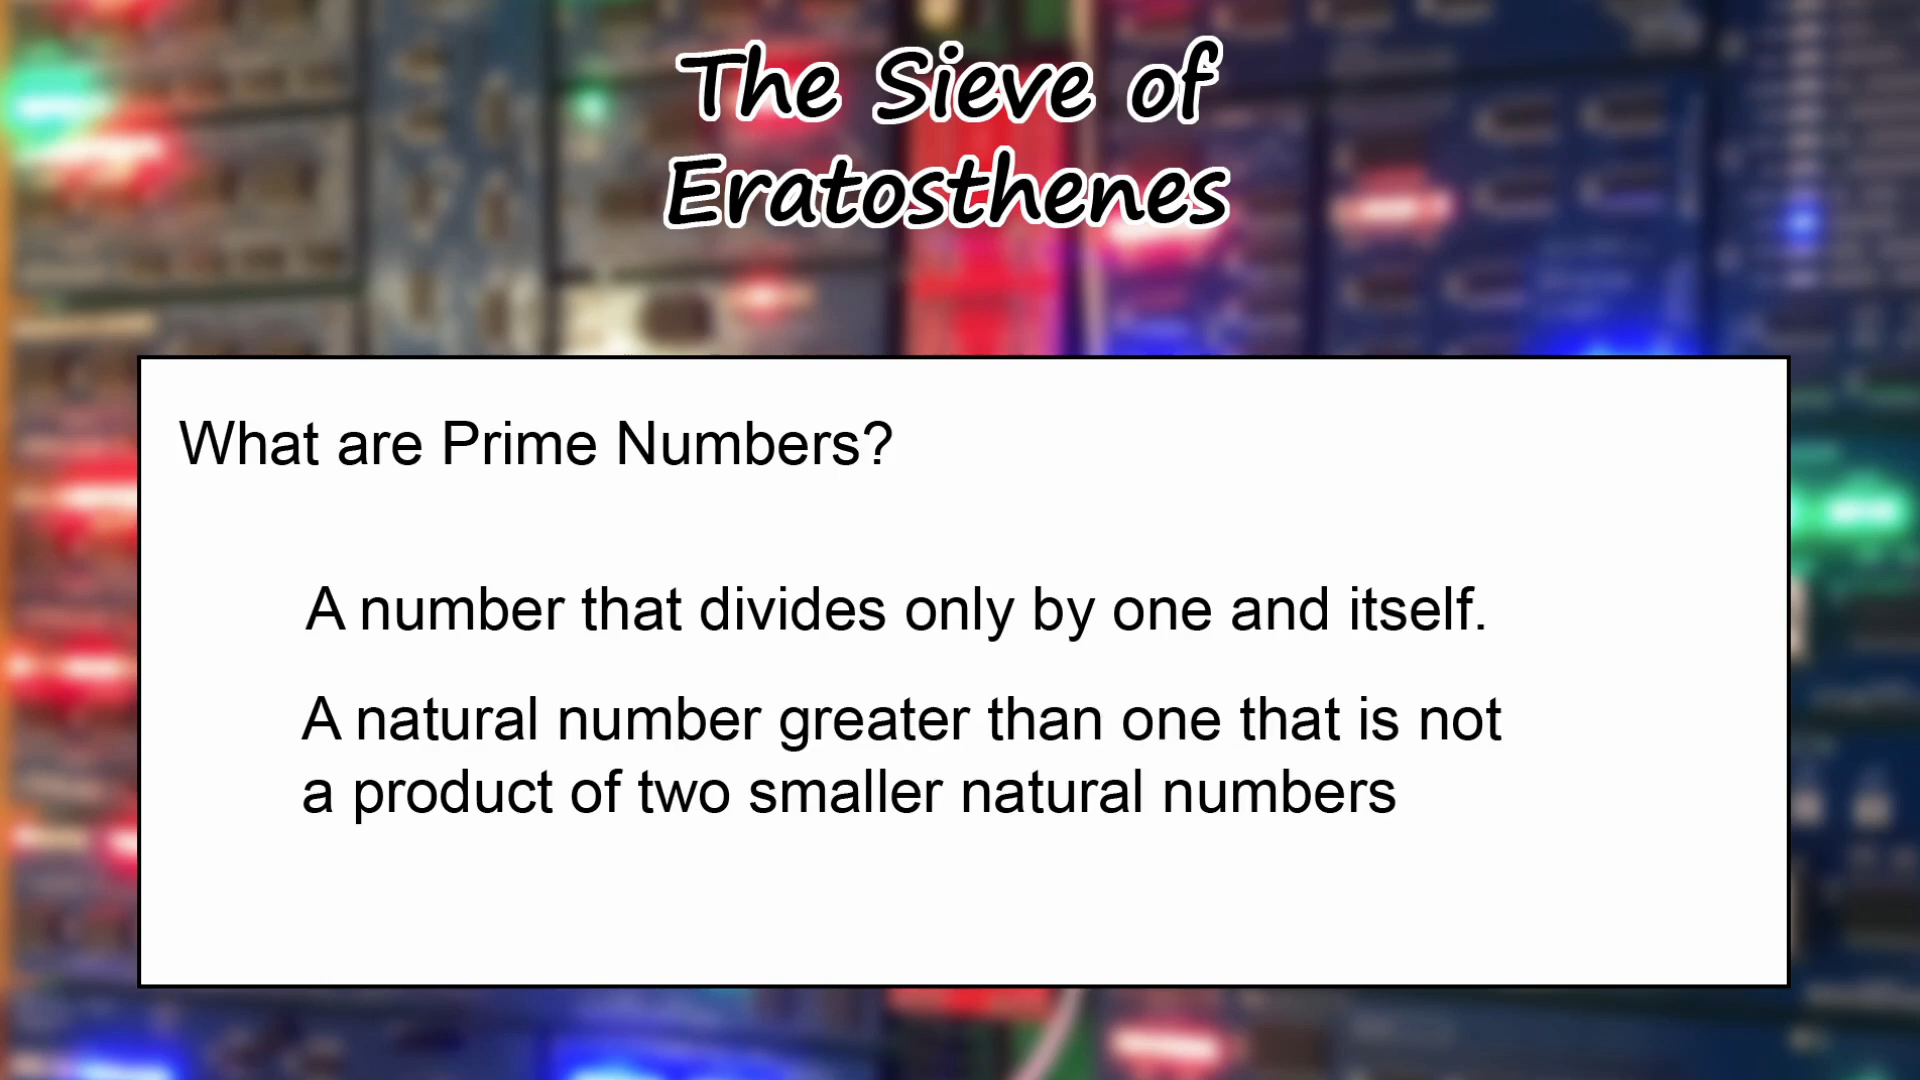 The Sieve of
Eratosthenes
What are Prime Numbers?
A number that divides only by one and itself.
A natural number greater than one that is not
a product of two smaller natural numbers